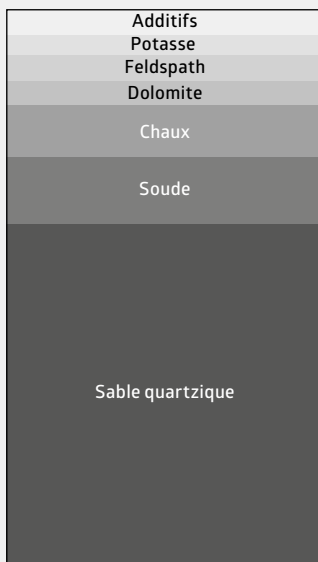 Additifs
Potasse
Feldspath
Dolomite
Chaux
Soude
Sable quartzique